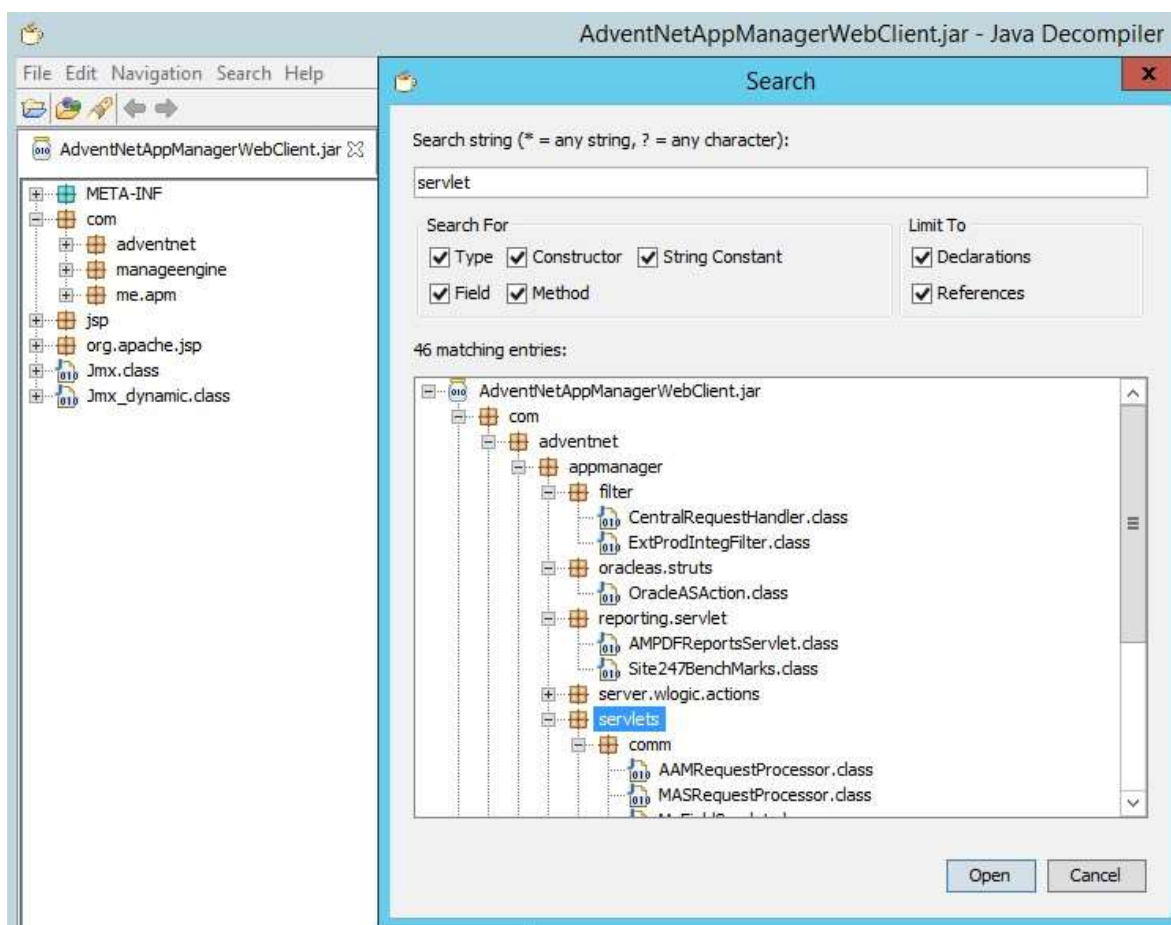 AdventNetAppManagerWebClient.jar - Java Decompiler
File Edit Navigation Search Help
AdventNetAppManagerWebClient.jar
META-INF
com
adventnet
manageengine
me.apm
jsp
org.apache.jsp
Jmx.class
Jmx_dynamic.class
Search
x
Search string (* = any string, ? = any character):
servlet
Search For
Type Constructor String Constant
Field Method
Limit To
Declarations
References
46 matching entries:
AdventNetAppManagerWebClient.jar
com
adventnet
appmanager
filter
CentralRequestHandler.class
ExtProdIntegFilter.class
oracleas.struts
OracleASAction.class
reporting.servlet
AMPDFReportsServlet.class
Site247BenchMarks.class
server.wlogic.actions
servlets
comm
AAMRequestProcessor.class
MASRequestProcessor.class
Open Cancel